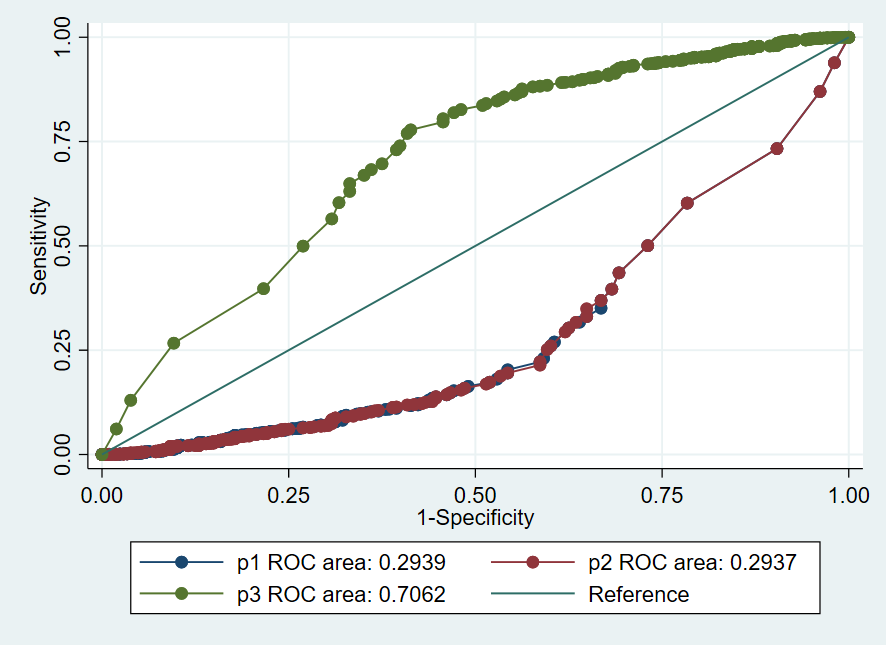 1.00
0.75
Sensitivity
0.50
0.25
0.00
0.00 0.25 0.50 0.75 1.00
1-Specificity
p1 ROC area: 0.2939 p2 ROC area: 0.2937
p3 ROC area: 0.7062 Reference